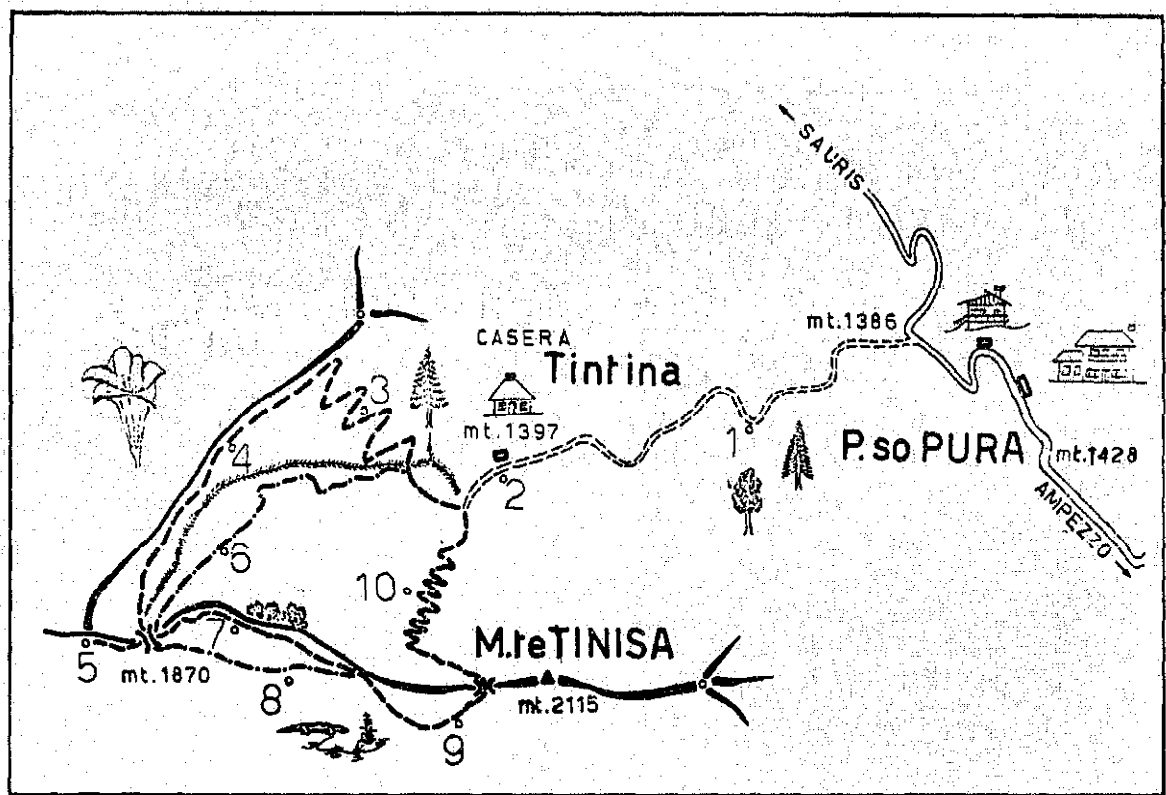 SAURIS
mt.1386
CASERA
Tintina
mt.1397
3
4
1
P.so PURA
mt.1428
2
AMPEZZO
6
10
7
M.te TINISA
5
mt.1870
8
mt.2115
9